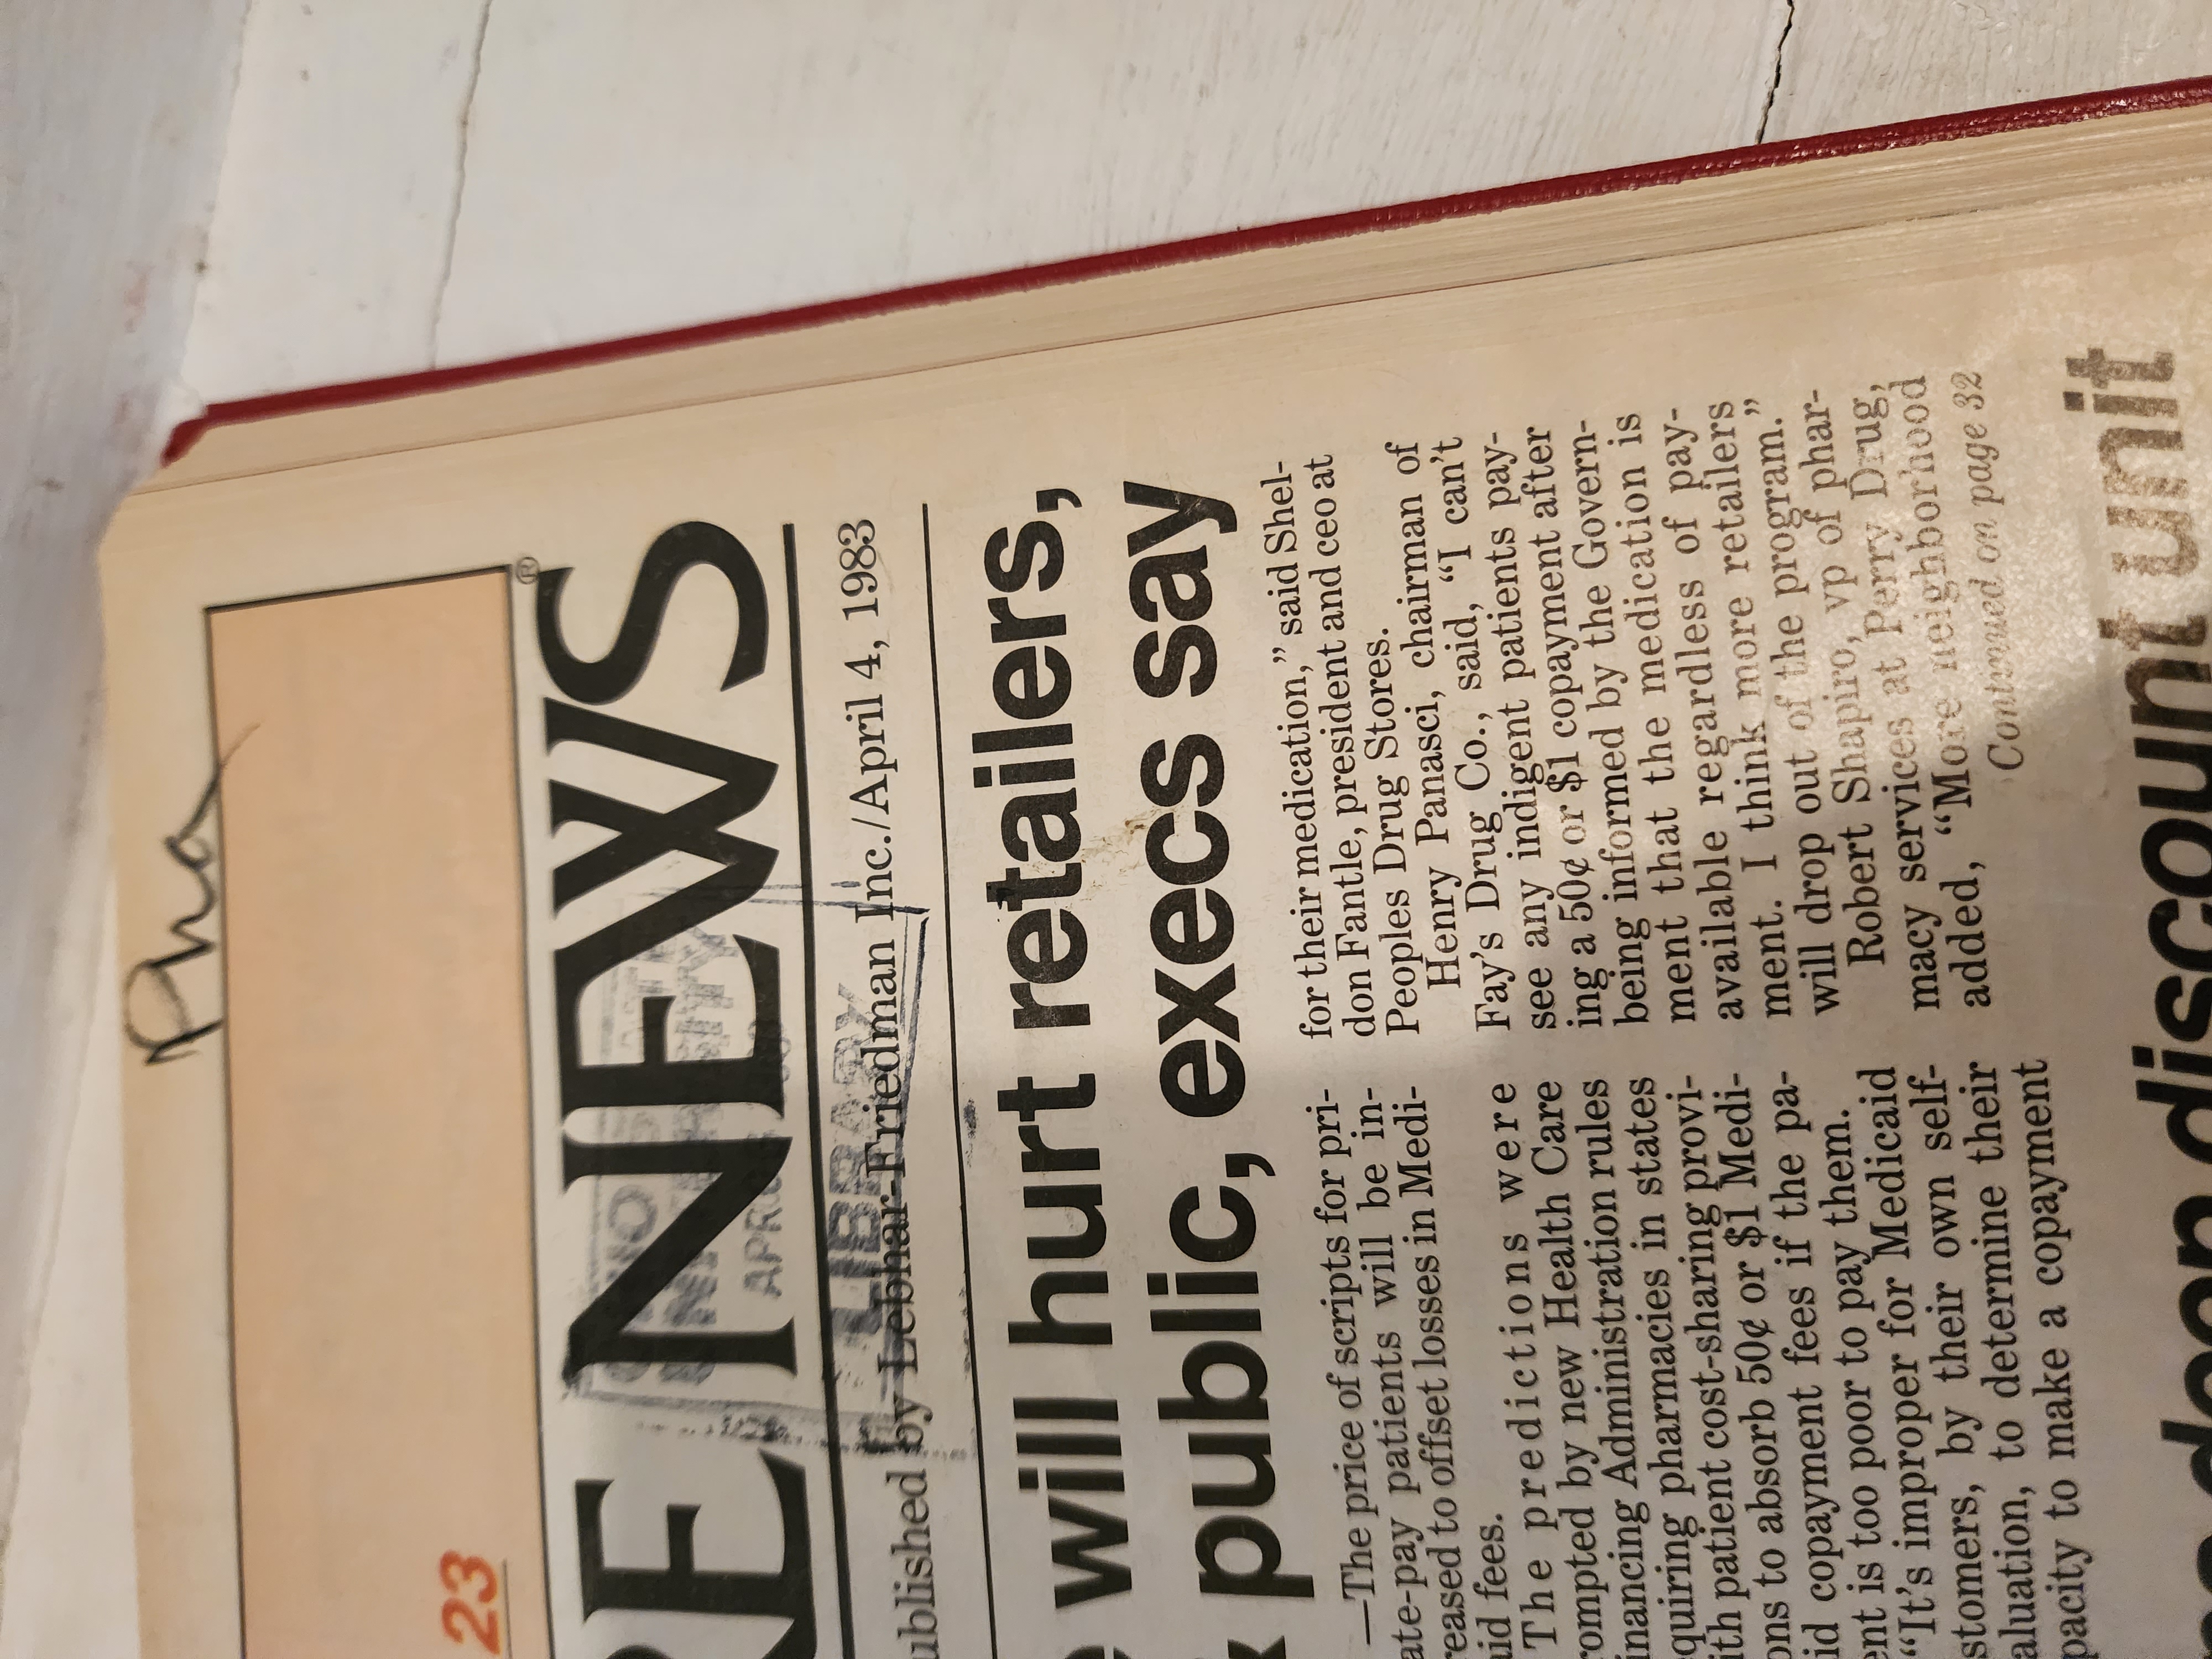 Pha
23
RE NEWS®
ublished by Lebhar-Friedman Inc./April 4, 1983
OHIO
APR
LIBRARY
will hurt retailers,
public, execs say
—The price of scripts for pri-
ate-pay patients will be in-
reased to offset losses in Medi-
aid fees.
The predictions were
rompted by new Health Care
inancing Administration rules
quiring pharmacies in states
ith patient cost-sharing provi-
ons to absorb 50¢ or $1 Medi-
id copayment fees if the pa-
ent is too poor to pay them.
"It's improper for Medicaid
stomers, by their own self-
aluation, to determine their
pacity to make a copayment
for their medication," said Shel-
don Fantle, president and ceo at
Peoples Drug Stores.
Henry Panasci, chairman of
Fay's Drug Co., said, "I can't
see any indigent patients pay-
ing a 50¢ or $1 copayment after
being informed by the Govern-
ment that the medication is
available regardless of pay-
ment. I think more retailers"
will drop out of the program."
Robert Shapiro, vp of phar-
macy services at Perry Drug,
added, "More neighborhood
Continued on page 32
discount unit